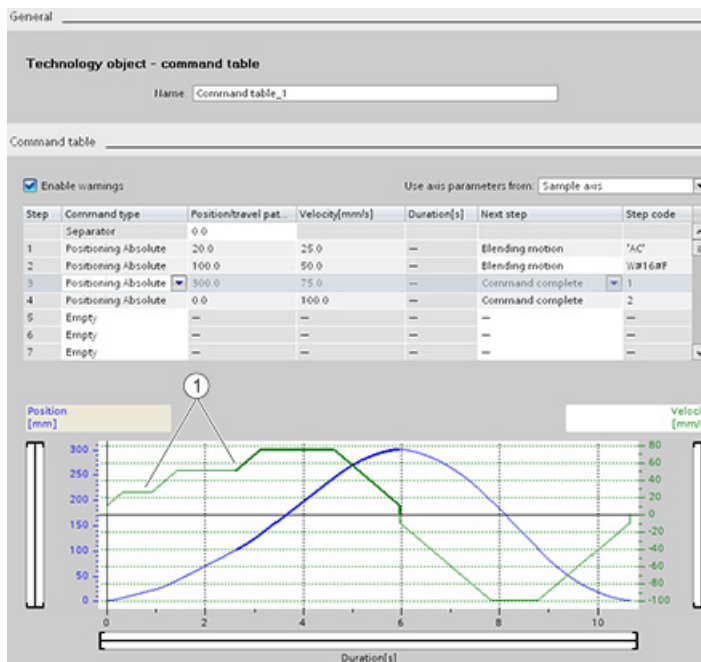 General
Technology object - command table
Name: Command table_1
Command table
Enable warnings
Use axis parameters from: Sample axis
Step Command type Position/travel pat... Velocity[mm/s] Duration[s] Next step Step code
Separator 0.0
1 Positioning Absolute 20.0 25.0 — Blending motion 'AC'
2 Positioning Absolute 100.0 50.0 — Blending motion W#16#F
3 Positioning Absolute 300.0 75.0 — Command complete 1
4 Positioning Absolute 0.0 100.0 — Command complete 2
5 Empty — — — — —
6 Empty — — — — —
7 Empty — — — — —
1
Position
[mm]
Veloci
[mm/s
300 80
250 60
200 40
150 20
100 0
50 -20
0 -40
-60
-80
-100
0 2 4 6 8 10
Duration[s]